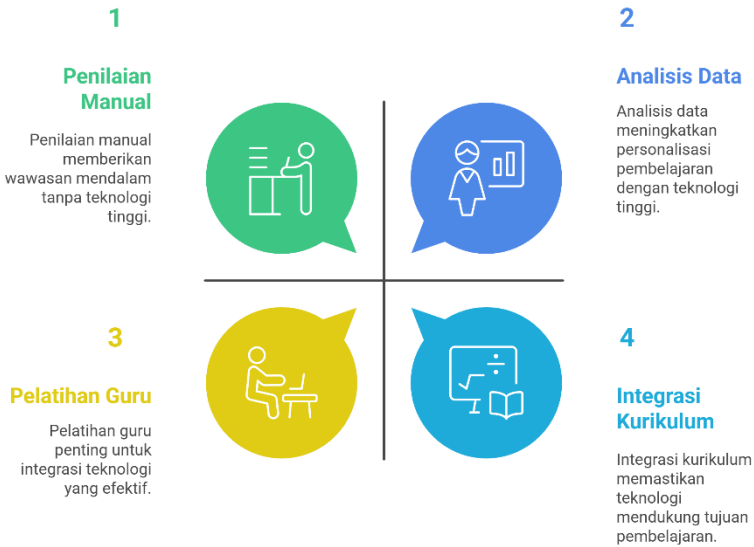 1
Penilaian
Manual
Penilaian manual
memberikan
wawasan mendalam
tanpa teknologi
tinggi.
2
Analisis Data
Analisis data
meningkatkan
personalisasi
pembelajaran
dengan teknologi
tinggi.
3
Pelatihan Guru
Pelatihan guru
penting untuk
integrasi teknologi
yang efektif.
4
Integrasi
Kurikulum
Integrasi kurikulum
memastikan
teknologi
mendukung tujuan
pembelajaran.